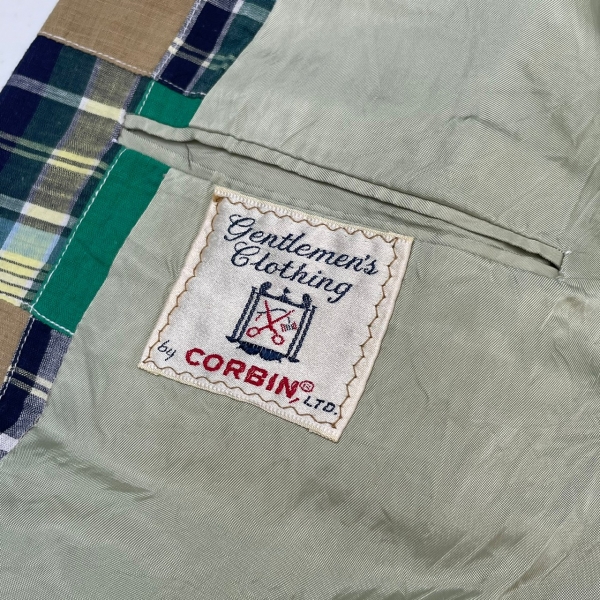 Gentlemen's
Clothing
by CORBIN,® LTD.